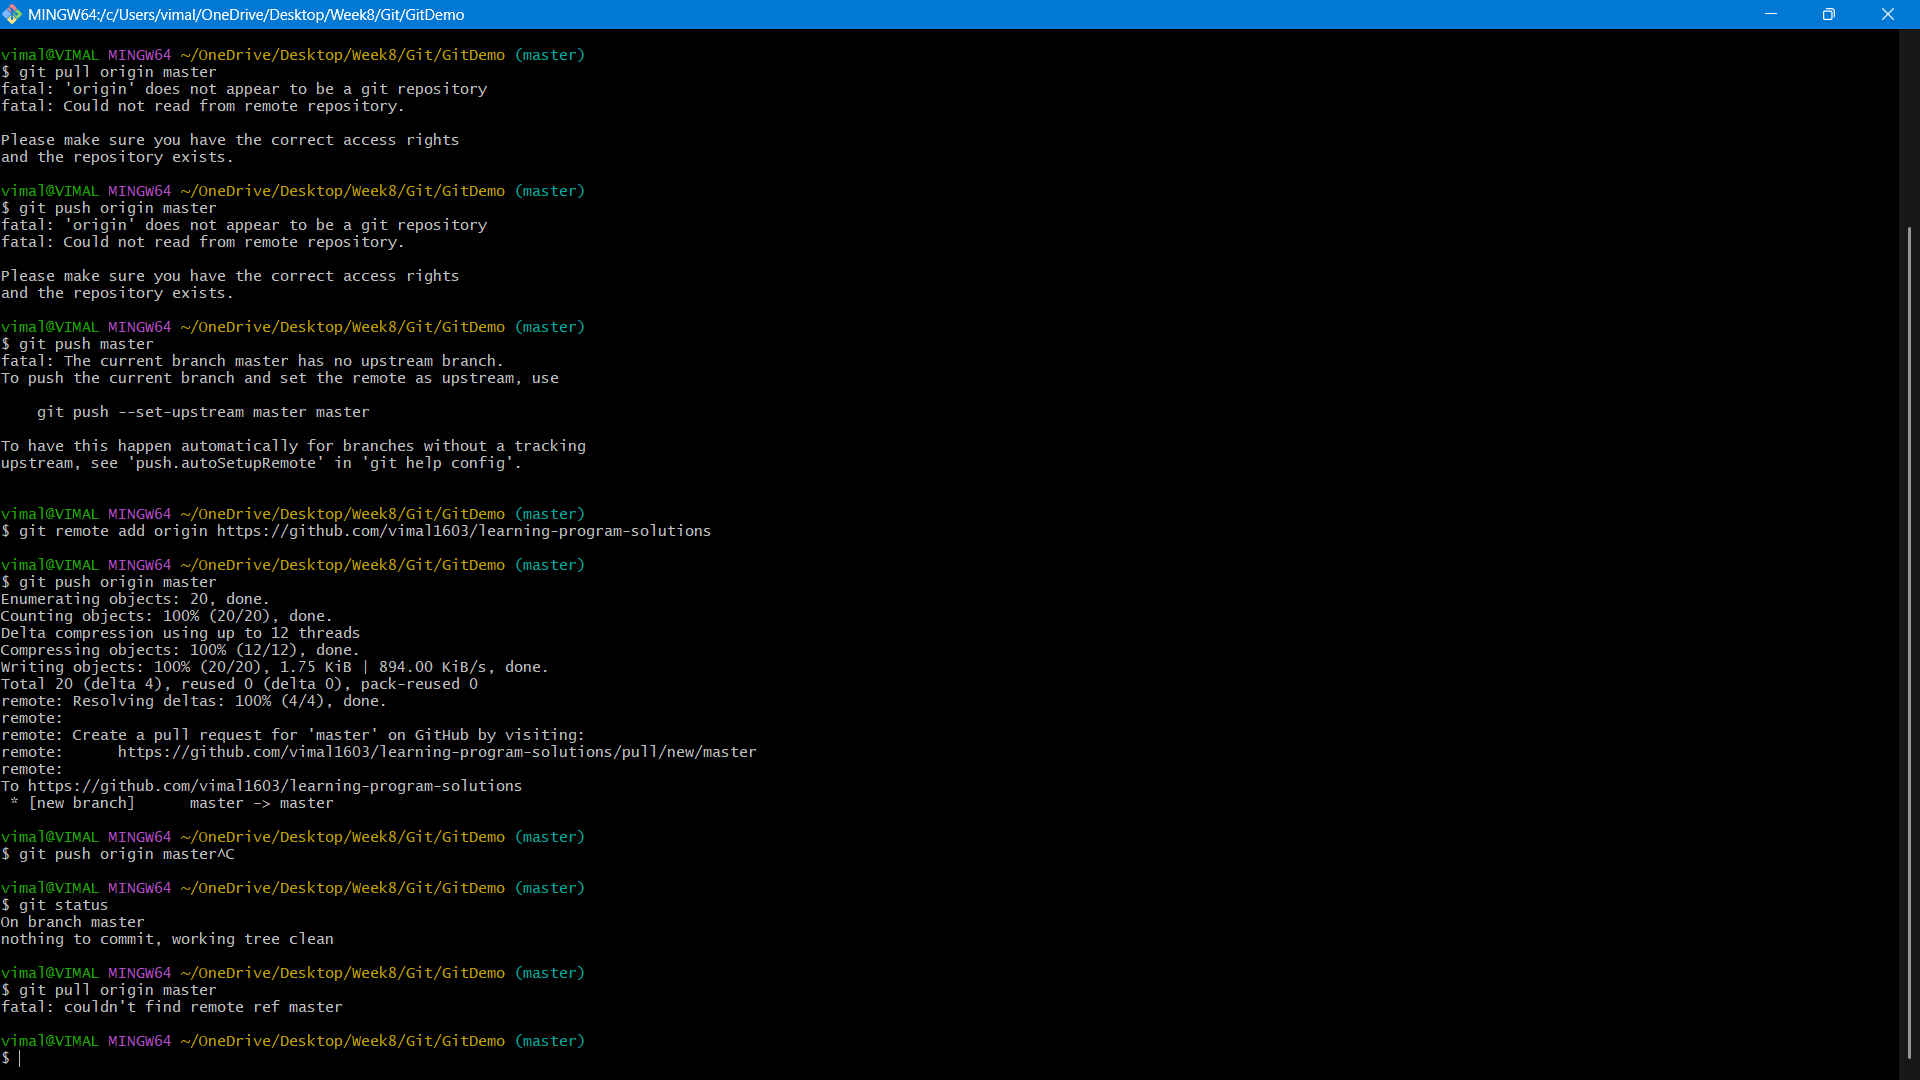 MINGW64:/c/Users/vimal/OneDrive/Desktop/Week8/Git/GitDemo
vimal@VIMAL MINGW64 ~/OneDrive/Desktop/Week8/Git/GitDemo (master)
$ git pull origin master
fatal: 'origin' does not appear to be a git repository
fatal: Could not read from remote repository.
Please make sure you have the correct access rights
and the repository exists.
vimal@VIMAL MINGW64 ~/OneDrive/Desktop/Week8/Git/GitDemo (master)
$ git push origin master
fatal: 'origin' does not appear to be a git repository
fatal: Could not read from remote repository.
Please make sure you have the correct access rights
and the repository exists.
vimal@VIMAL MINGW64 ~/OneDrive/Desktop/Week8/Git/GitDemo (master)
$ git push master
fatal: The current branch master has no upstream branch.
To push the current branch and set the remote as upstream, use
    git push --set-upstream master master
To have this happen automatically for branches without a tracking
upstream, see 'push.autoSetupRemote' in 'git help config'.
vimal@VIMAL MINGW64 ~/OneDrive/Desktop/Week8/Git/GitDemo (master)
$ git remote add origin https://github.com/vimal1603/learning-program-solutions
vimal@VIMAL MINGW64 ~/OneDrive/Desktop/Week8/Git/GitDemo (master)
$ git push origin master
Enumerating objects: 20, done.
Counting objects: 100% (20/20), done.
Delta compression using up to 12 threads
Compressing objects: 100% (12/12), done.
Writing objects: 100% (20/20), 1.75 KiB | 894.00 KiB/s, done.
Total 20 (delta 4), reused 0 (delta 0), pack-reused 0
remote: Resolving deltas: 100% (4/4), done.
remote:
remote: Create a pull request for 'master' on GitHub by visiting:
remote:      https://github.com/vimal1603/learning-program-solutions/pull/new/master
remote:
To https://github.com/vimal1603/learning-program-solutions
 * [new branch]      master -> master
vimal@VIMAL MINGW64 ~/OneDrive/Desktop/Week8/Git/GitDemo (master)
$ git push origin master^C
vimal@VIMAL MINGW64 ~/OneDrive/Desktop/Week8/Git/GitDemo (master)
$ git status
On branch master
nothing to commit, working tree clean
vimal@VIMAL MINGW64 ~/OneDrive/Desktop/Week8/Git/GitDemo (master)
$ git pull origin master
fatal: couldn't find remote ref master
vimal@VIMAL MINGW64 ~/OneDrive/Desktop/Week8/Git/GitDemo (master)
$